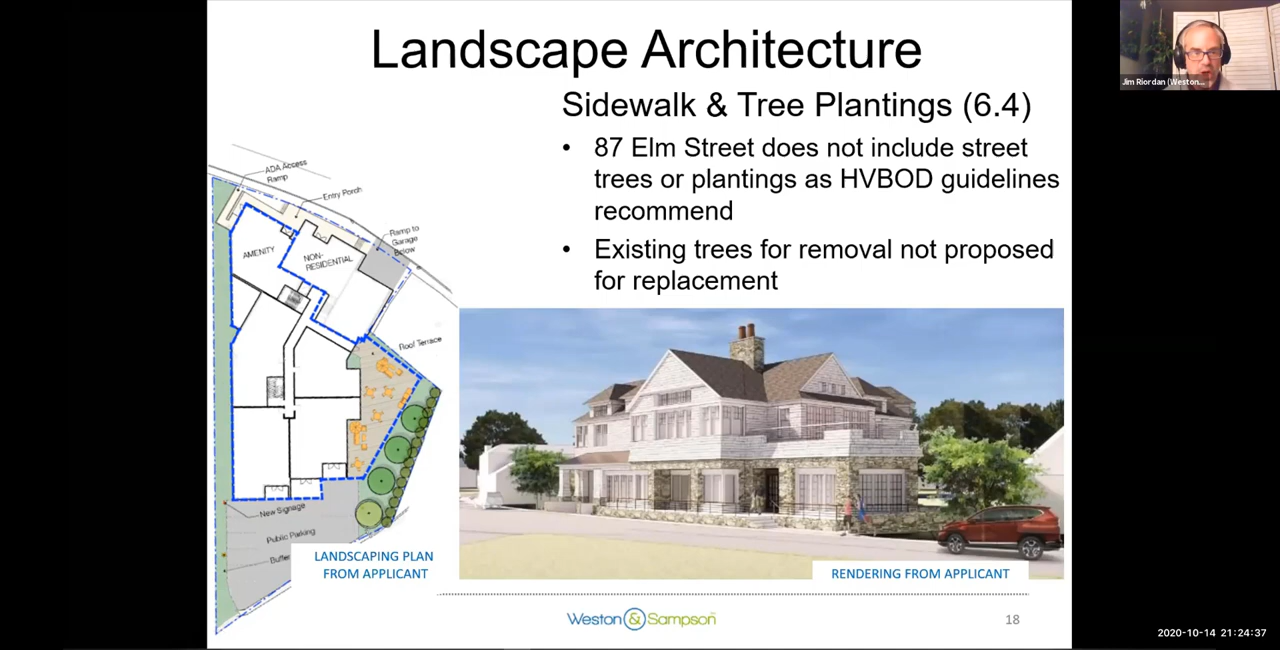 Landscape Architecture
Sidewalk & Tree Plantings (6.4)
• 87 Elm Street does not include street
trees or plantings as HVBOD guidelines
recommend
• Existing trees for removal not proposed
for replacement
ADA Access
Ramp
Entry Porch
Ramp to
Garage
Below
AMENITY
NON-
RESIDENTIAL
Roof Terrace
New Signage
Public Parking
Buffer
LANDSCAPING PLAN
FROM APPLICANT
RENDERING FROM APPLICANT
Weston & Sampson
18
Jim Riordan (Weston...
2020-10-14 21:24:37